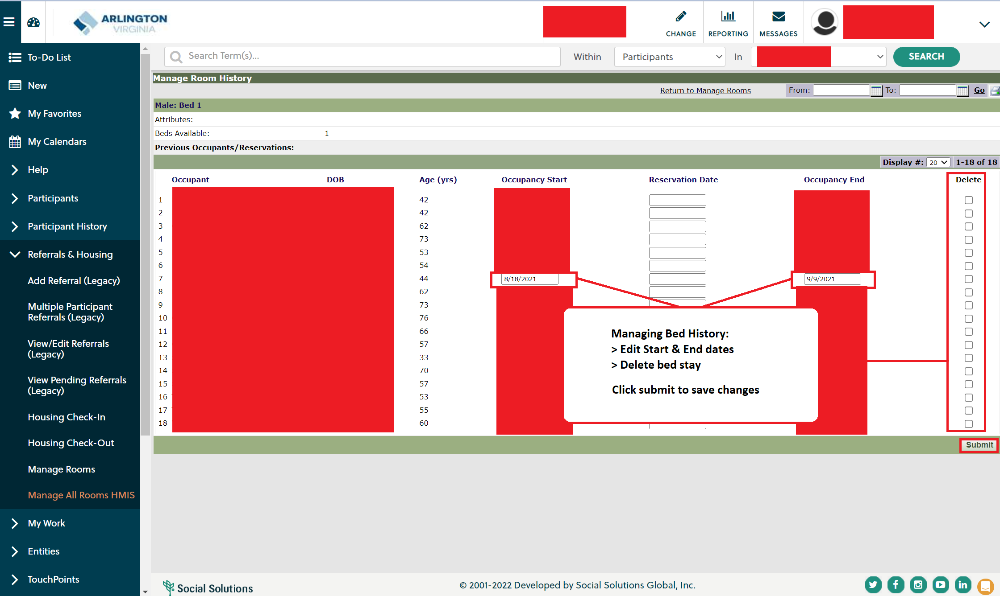 ARLINGTON
VIRGINIA
CHANGE
REPORTING
MESSAGES
To-Do List
New
My Favorites
My Calendars
Help
Participants
Participant History
Referrals & Housing
Add Referral (Legacy)
Multiple Participant
Referrals (Legacy)
View/Edit Referrals
(Legacy)
View Pending Referrals
(Legacy)
Housing Check-In
Housing Check-Out
Manage Rooms
Manage All Rooms HMIS
My Work
Entities
TouchPoints
Search Term(s)... Within Participants In SEARCH
Manage Room History
Return to Manage Rooms From: To: Go
Male: Bed 1
Attributes:
Beds Available: 1
Previous Occupants/Reservations:
Display #: 20 1-18 of 18
Occupant DOB Age (yrs) Occupancy Start Reservation Date Occupancy End Delete
1 42
2 42
3 62
4 73
5 53
6 54
7 44 8/18/2021 9/9/2021
8 62
9 73
10 76
11 66
12 57
13 33
14 70
15 57
16 53
17 55
18 60
Managing Bed History:
> Edit Start & End dates
> Delete bed stay
Click submit to save changes
Submit
Social Solutions
© 2001-2022 Developed by Social Solutions Global, Inc.